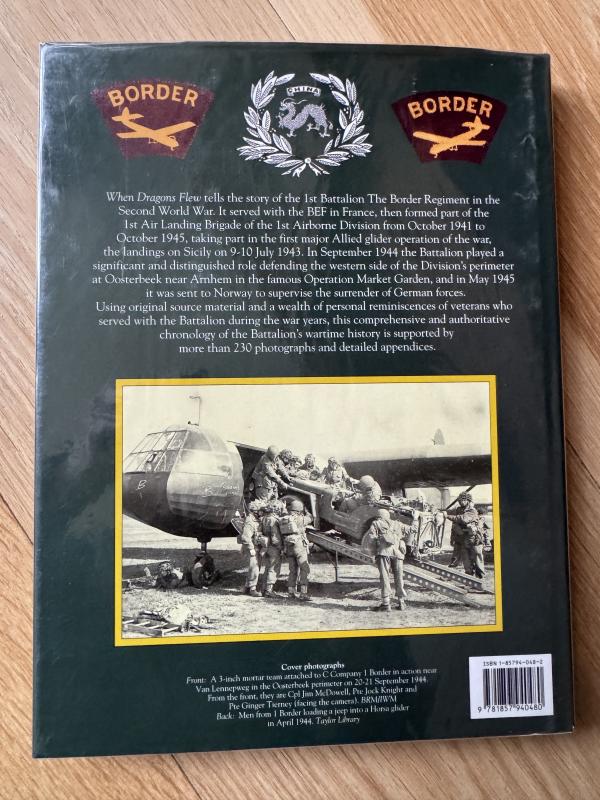 BORDER
CHINA
BORDER
When Dragons Flew tells the story of the 1st Battalion The Border Regiment in the
Second World War. It served with the BEF in France, then formed part of the
1st Air Landing Brigade of the 1st Airborne Division from October 1941 to
October 1945, taking part in the first major Allied glider operation of the war,
the landings on Sicily on 9-10 July 1943. In September 1944 the Battalion played a
significant and distinguished role defending the western side of the Division's perimeter
at Oosterbeek near Arnhem in the famous Operation Market Garden, and in May 1945
it was sent to Norway to supervise the surrender of German forces.
Using original source material and a wealth of personal reminiscences of veterans who
served with the Battalion during the war years, this comprehensive and authoritative
chronology of the Battalion's wartime history is supported by
more than 230 photographs and detailed appendices.
Cover photographs
Front: A 3-inch mortar team attached to C Company 1 Border in action near
Van Lennepweg in the Oosterbeek perimeter on 20-21 September 1944.
From the front, they are Cpl Jim McDowell, Pte Jock Knight and
Pte Ginger Tierney (facing the camera). BRM/IWM
Back: Men from 1 Border loading a jeep into a Horsa glider
in April 1944. Taylor Library
ISBN 1-85794-048-2
9 781857 940480